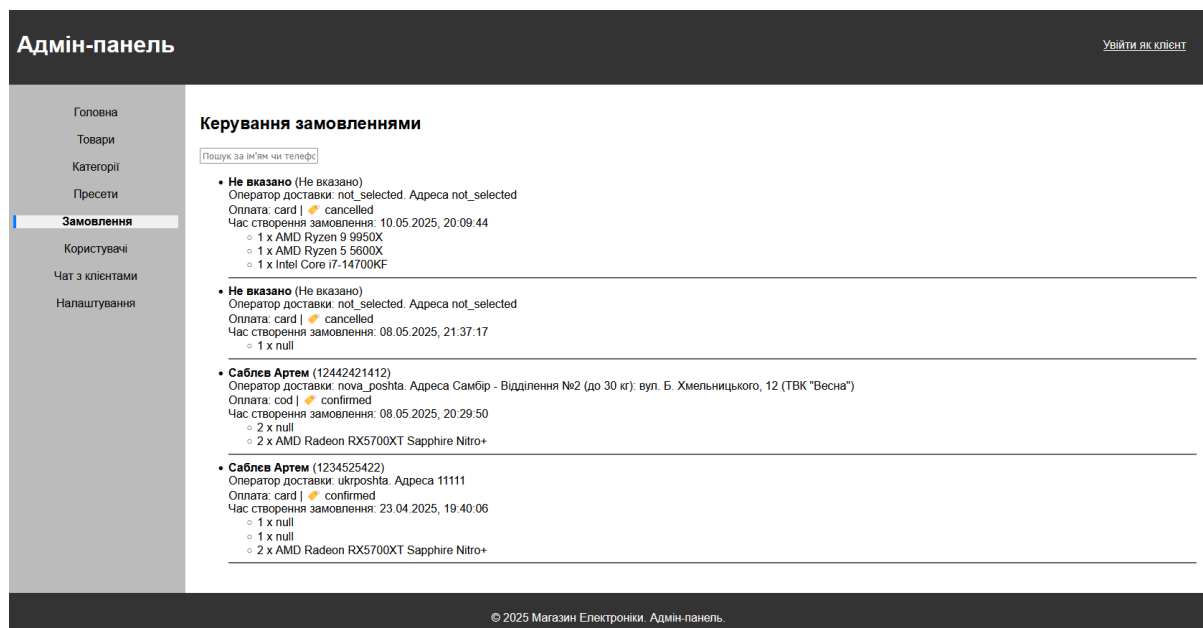 Адмін-панель
Увійти як клієнт
Головна
Товари
Категорії
Пресети
Замовлення
Користувачі
Чат з клієнтами
Налаштування
Керування замовленнями
Пошук за ім'ям чи телефо
Не вказано (Не вказано)
Оператор доставки: not_selected. Адреса not_selected
Оплата: card | 🏷️ cancelled
Час створення замовлення: 10.05.2025, 20:09:44
1 x AMD Ryzen 9 9950X
1 x AMD Ryzen 5 5600X
1 x Intel Core i7-14700KF
Не вказано (Не вказано)
Оператор доставки: not_selected. Адреса not_selected
Оплата: card | 🏷️ cancelled
Час створення замовлення: 08.05.2025, 21:37:17
1 x null
Саблєв Артем (12442421412)
Оператор доставки: nova_poshta. Адреса Самбір - Відділення №2 (до 30 кг): вул. Б. Хмельницького, 12 (ТВК "Весна")
Оплата: cod | 🏷️ confirmed
Час створення замовлення: 08.05.2025, 20:29:50
2 x null
2 x AMD Radeon RX5700XT Sapphire Nitro+
Саблєв Артем (1234525422)
Оператор доставки: ukrposhta. Адреса 11111
Оплата: card | 🏷️ confirmed
Час створення замовлення: 23.04.2025, 19:40:06
1 x null
1 x null
2 x AMD Radeon RX5700XT Sapphire Nitro+
© 2025 Магазин Електроніки. Адмін-панель.